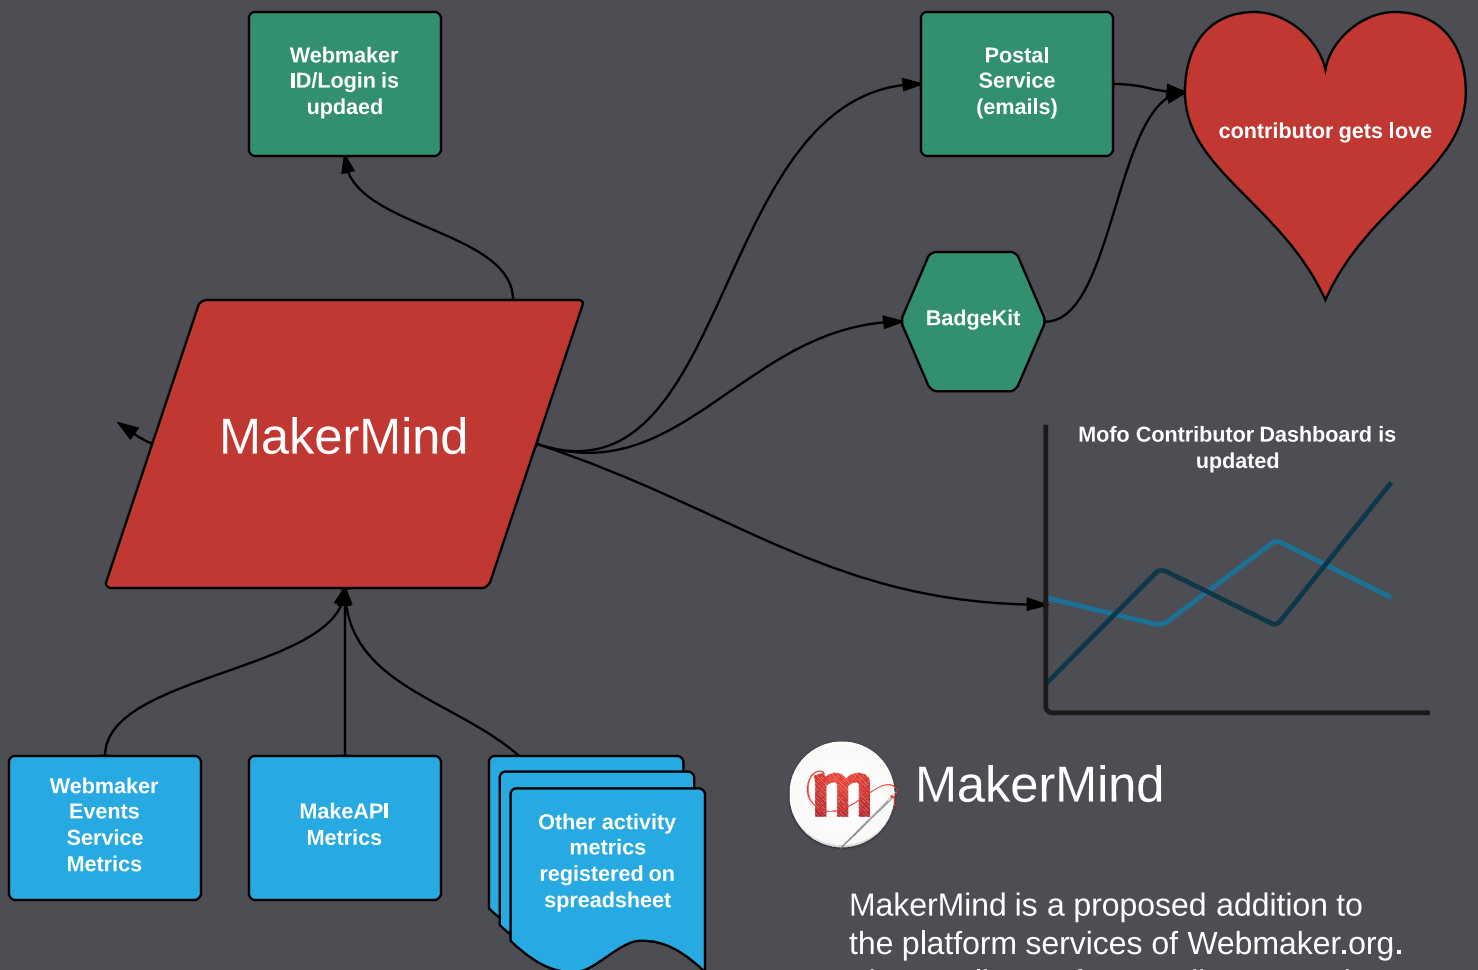 Webmaker
ID/Login is
updaed
Postal
Service
(emails)
contributor gets love
BadgeKit
MakerMind
Mofo Contributor Dashboard is
updated
Webmaker
Events
Service
Metrics
MakeAPI
Metrics
Other activity
metrics
registered on
spreadsheet
m
MakerMind
MakerMind is a proposed addition to
the platform services of Webmaker.org.